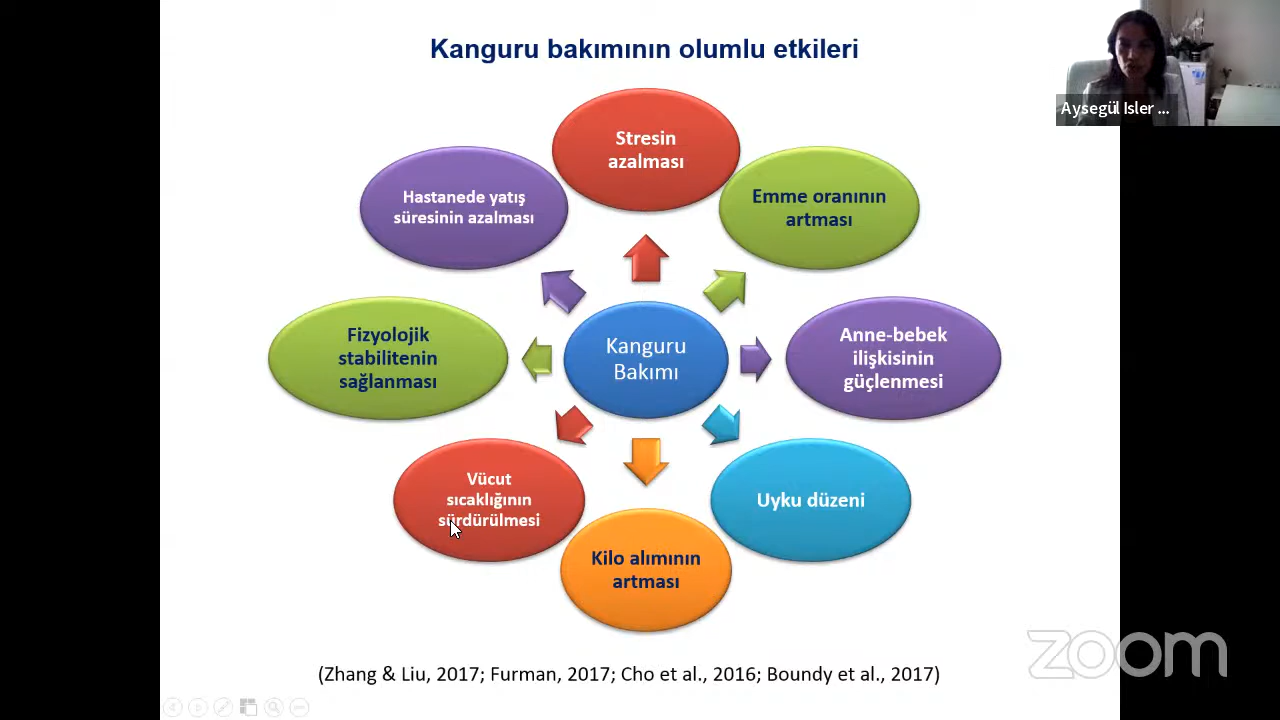 Kanguru bakımının olumlu etkileri
Aysegül Isler ...
Stresin
azalması
Hastanede yatış
süresinin azalması
Emme oranının
artması
Fizyolojik
stabilitenin
sağlanması
Kanguru
Bakımı
Anne-bebek
ilişkisinin
güçlenmesi
Vücut
sıcaklığının
sürdürülmesi
Uyku düzeni
Kilo alımının
artması
zoom
(Zhang & Liu, 2017; Furman, 2017; Cho et al., 2016; Boundy et al., 2017)